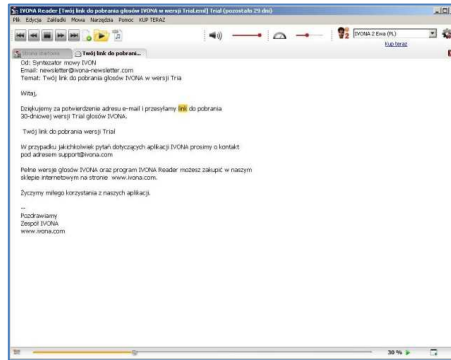 IVONA Reader [Twój link do pobrania głosów IVONA w wersji Trial.eml] Trial (pozostało 29 dni)
Plik Edycja Zakładki Mowa Narzędzia Pomoc KUP TERAZ
IVONA 2 Ewa (PL)
Kup teraz
Strona startowa
Twój link do pobrani...
Od: Syntezator mowy IVON
Email: newsletter@ivona-newsletter.com
Temat: Twój link do pobrania głosów IVONA w wersji Tria
Witaj,
Dziękujemy za potwierdzenie adresu e-mail i przesyłamy link do pobrania
30-dniowej wersji Trial głosów IVONA.
Twój link do pobrania wersji Trial
W przypadku jakichkolwiek pytań dotyczących aplikacji IVONA prosimy o kontakt
pod adresem support@ivona.com
Pełne wersje głosów IVONA oraz program IVONA Reader możesz zakupić w naszym
sklepie internetowym na stronie www.ivona.com.
Życzymy miłego korzystania z naszych aplikacji.
--
Pozdrawiamy
Zespół IVONA
www.ivona.com
30 %